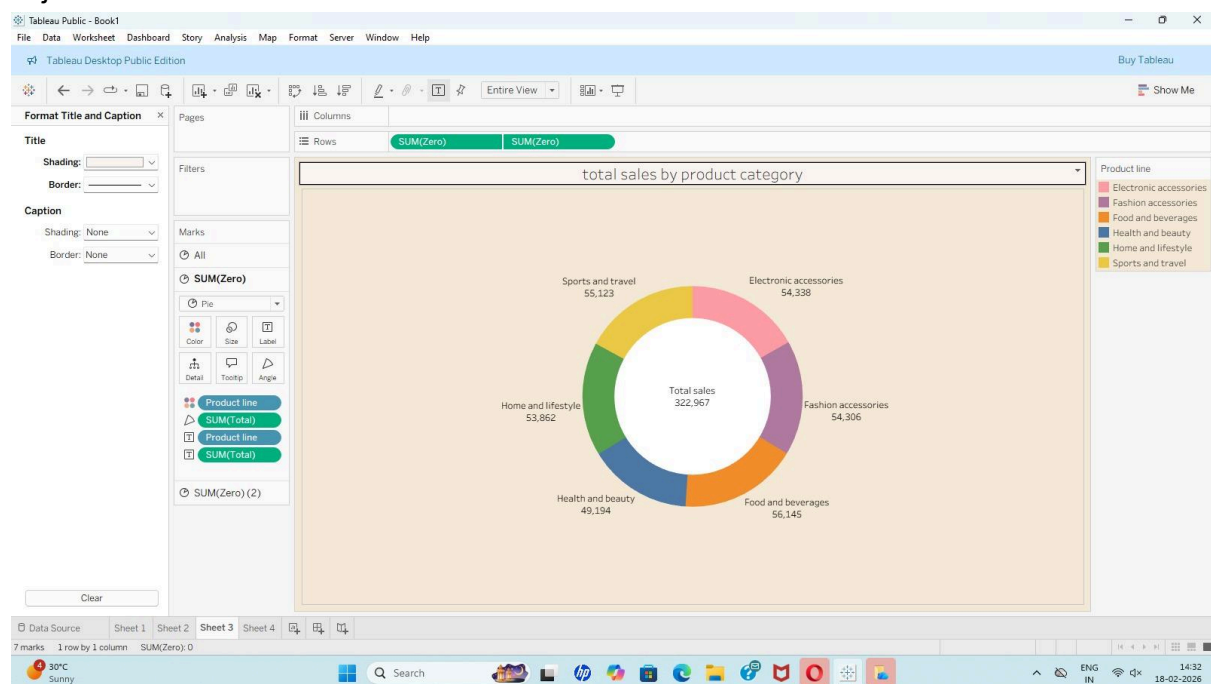 Tableau Public - Book1
File Data Worksheet Dashboard Story Analysis Map Format Server Window Help
Tableau Desktop Public Edition
Buy Tableau
Entire View
Show Me
Format Title and Caption ×
Title
Shading:
Border:
Caption
Shading: None
Border: None
Clear
Pages
Filters
Marks
All
SUM(Zero)
Pie
Color Size Label
Detail Tooltip Angle
Product line
SUM(Total)
Product line
SUM(Total)
SUM(Zero) (2)
Columns
Rows SUM(Zero) SUM(Zero)
total sales by product category
Sports and travel
55,123
Electronic accessories
54,338
Home and lifestyle
53,862
Total sales
322,967
Fashion accessories
54,306
Health and beauty
49,194
Food and beverages
56,145
Product line
Electronic accessories
Fashion accessories
Food and beverages
Health and beauty
Home and lifestyle
Sports and travel
Data Source Sheet 1 Sheet 2 Sheet 3 Sheet 4
7 marks 1 row by 1 column SUM(Zero): 0
4
30°C
Sunny
Search
ENG
IN
14:32
18-02-2026